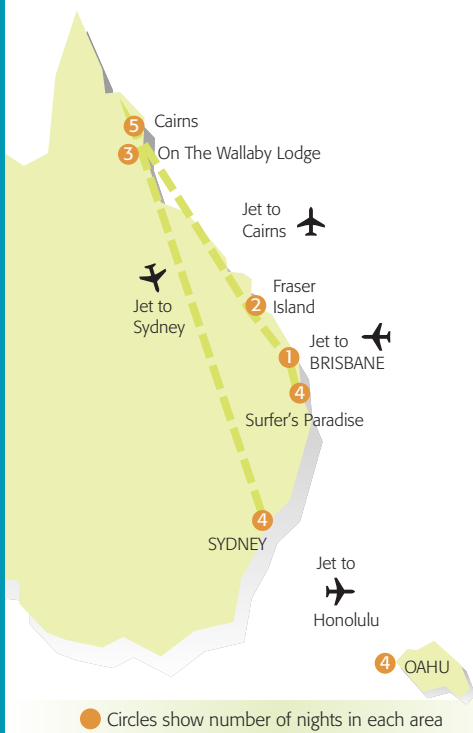 5 Cairns
3 On The Wallaby Lodge
Jet to
Cairns
Jet to
Sydney
2 Fraser
Island
1 Jet to
BRISBANE
4
Surfer's Paradise
4
SYDNEY
Jet to
Honolulu
4 OAHU
Circles show number of nights in each area